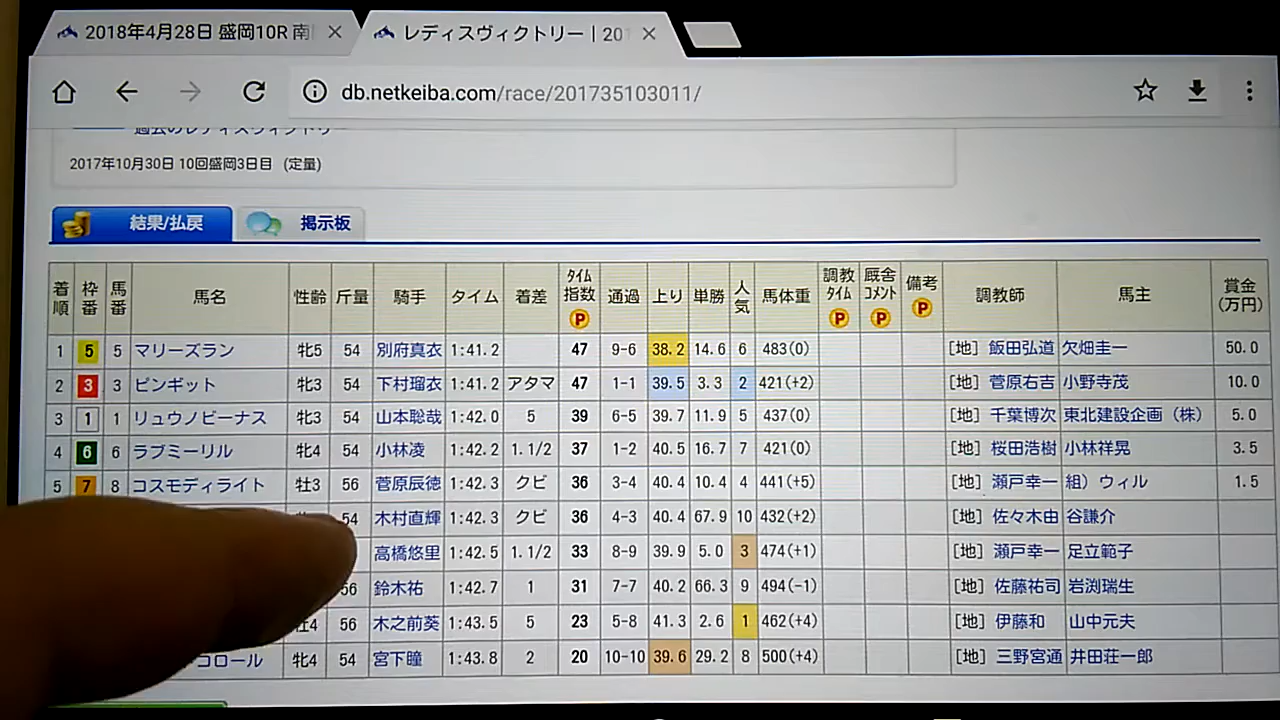 2018年4月28日 盛岡10R 南
レディスヴィクトリー | 20
db.netkeiba.com/race/201735103011/
過去のレディスヴィクトリー
2017年10月30日 10回盛岡3日目 (定量)
結果/払戻 掲示板
着順 枠番 馬番 馬名 性齢 斤量 騎手 タイム 着差 タイム指数 P 通過 上り 単勝 人気 馬体重 調教タイム P 厩舎コメント P 備考 P 調教師 馬主 賞金(万円)
1 5 5 マリーズラン 牝5 54 別府真衣 1:41.2 47 9-6 38.2 14.6 6 483(0) [地] 飯田弘道 欠畑圭一 50.0
2 3 3 ピンギット 牝3 54 下村瑠衣 1:41.2 アタマ 47 1-1 39.5 3.3 2 421(+2) [地] 菅原右吉 小野寺茂 10.0
3 1 1 リュウノビーナス 牝3 54 山本聡哉 1:42.0 5 39 6-5 39.7 11.9 5 437(0) [地] 千葉博次 東北建設企画（株） 5.0
4 6 6 ラブミーリル 牝4 54 小林凌 1:42.2 1.1/2 37 1-2 40.5 16.7 7 421(0) [地] 桜田浩樹 小林祥晃 3.5
5 7 8 コスモディライト 牡3 56 菅原辰徳 1:42.3 クビ 36 3-4 40.4 10.4 4 441(+5) [地] 瀬戸幸一 組）ウィル 1.5
54 木村直輝 1:42.3 クビ 36 4-3 40.4 67.9 10 432(+2) [地] 佐々木由 谷謙介
高橋悠里 1:42.5 1.1/2 33 8-9 39.9 5.0 3 474(+1) [地] 瀬戸幸一 足立範子
56 鈴木祐 1:42.7 1 31 7-7 40.2 66.3 9 494(-1) [地] 佐藤祐司 岩渕瑞生
牡4 56 木之前葵 1:43.5 5 23 5-8 41.3 2.6 1 462(+4) [地] 伊藤和 山中元夫
コロール 牝4 54 宮下瞳 1:43.8 2 20 10-10 39.6 29.2 8 500(+4) [地] 三野宮通 井田荘一郎